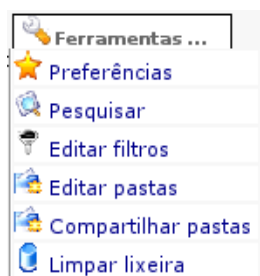 Ferramentas ...
Preferências
Pesquisar
Editar filtros
Editar pastas
Compartilhar pastas
Limpar lixeira